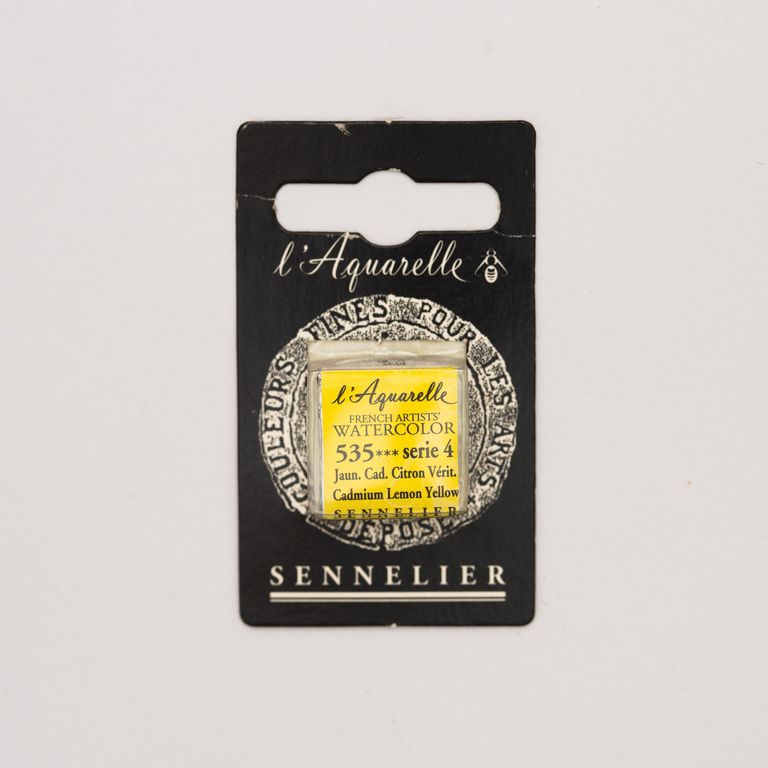 l'Aquarelle
COULEURS FINES POUR LES ARTS
l'Aquarelle
FRENCH ARTISTS'
WATERCOLOR
535*** serie 4
Jaun. Cad. Citron Vérit.
Cadmium Lemon Yellow
SENNELIER
DEPOSE
SENNELIER